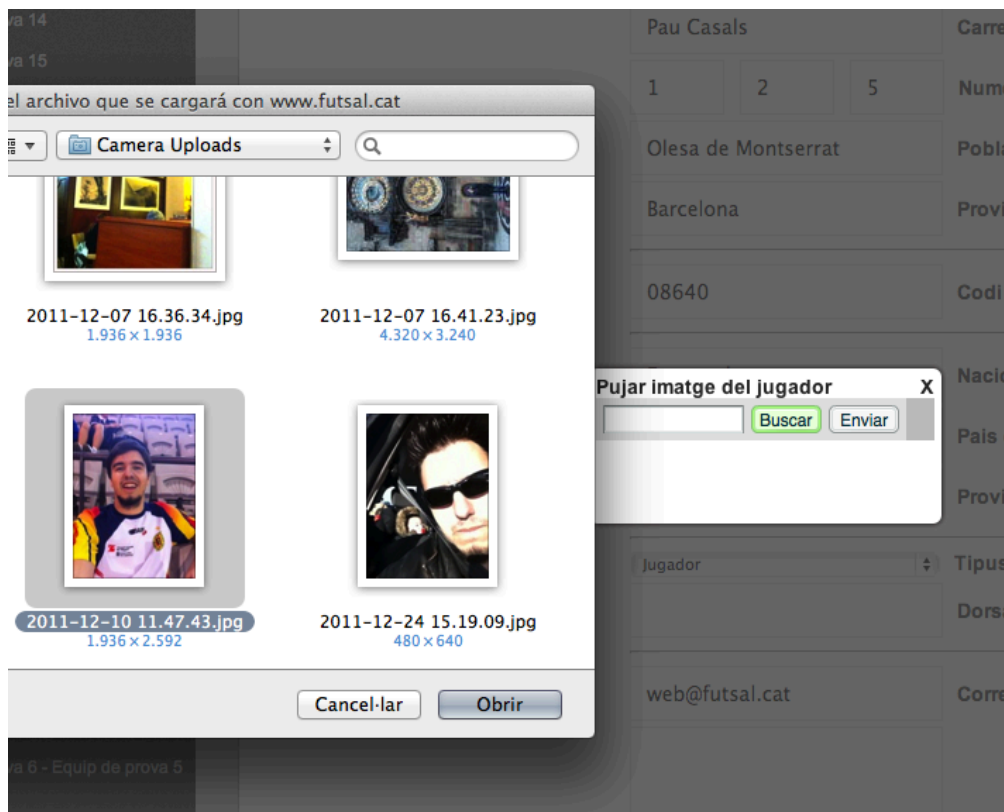 va 14
va 15
el archivo que se cargará con www.futsal.cat
Camera Uploads
2011-12-07 16.36.34.jpg
1.936 × 1.936
2011-12-07 16.41.23.jpg
4.320 × 3.240
2011-12-10 11.47.43.jpg
1.936 × 2.592
2011-12-24 15.19.09.jpg
480 × 640
Cancel·lar
Obrir
va 6 - Equip de prova 5
Pau Casals
Carre
1
2
5
Nume
Olesa de Montserrat
Pobla
Barcelona
Provi
08640
Codi
Pujar imatge del jugador
X
Buscar
Enviar
Nacio
Pais
Provi
Jugador
Tipus
Dorsa
web@futsal.cat
Corre